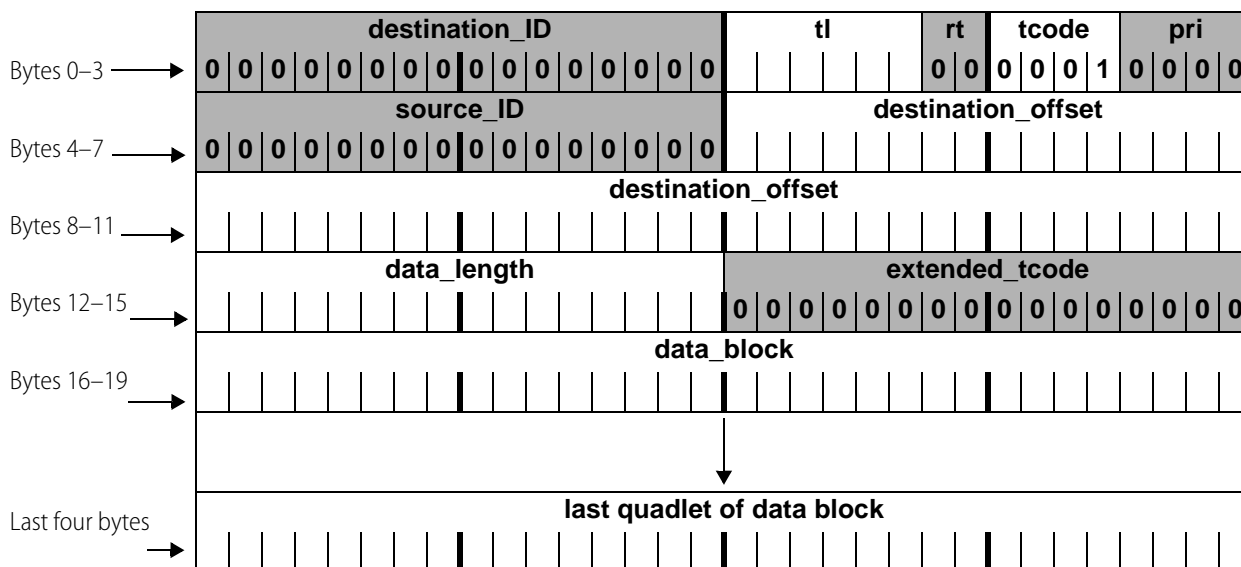 destination_ID tl rt tcode pri
Bytes 0–3 0 0 0 0 0 0 0 0 0 0 0 0 0 0 0 0 0 0 0 0 0 1 0 0 0 0
source_ID destination_offset
Bytes 4–7 0 0 0 0 0 0 0 0 0 0 0 0 0 0 0 0
destination_offset
Bytes 8–11
data_length extended_tcode
Bytes 12–15 0 0 0 0 0 0 0 0 0 0 0 0 0 0 0 0
data_block
Bytes 16–19
last quadlet of data block
Last four bytes